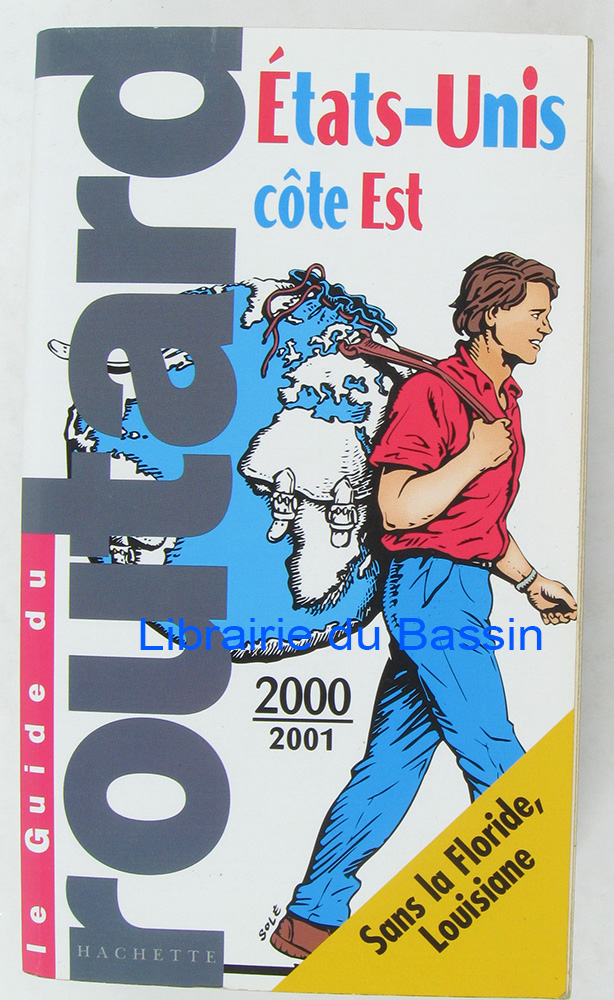 États-Unis
côte Est
le Guide du
routard
Librairie du Bassin
2000
2001
Sans la Floride,
Louisiane
SOLÉ
HACHETTE